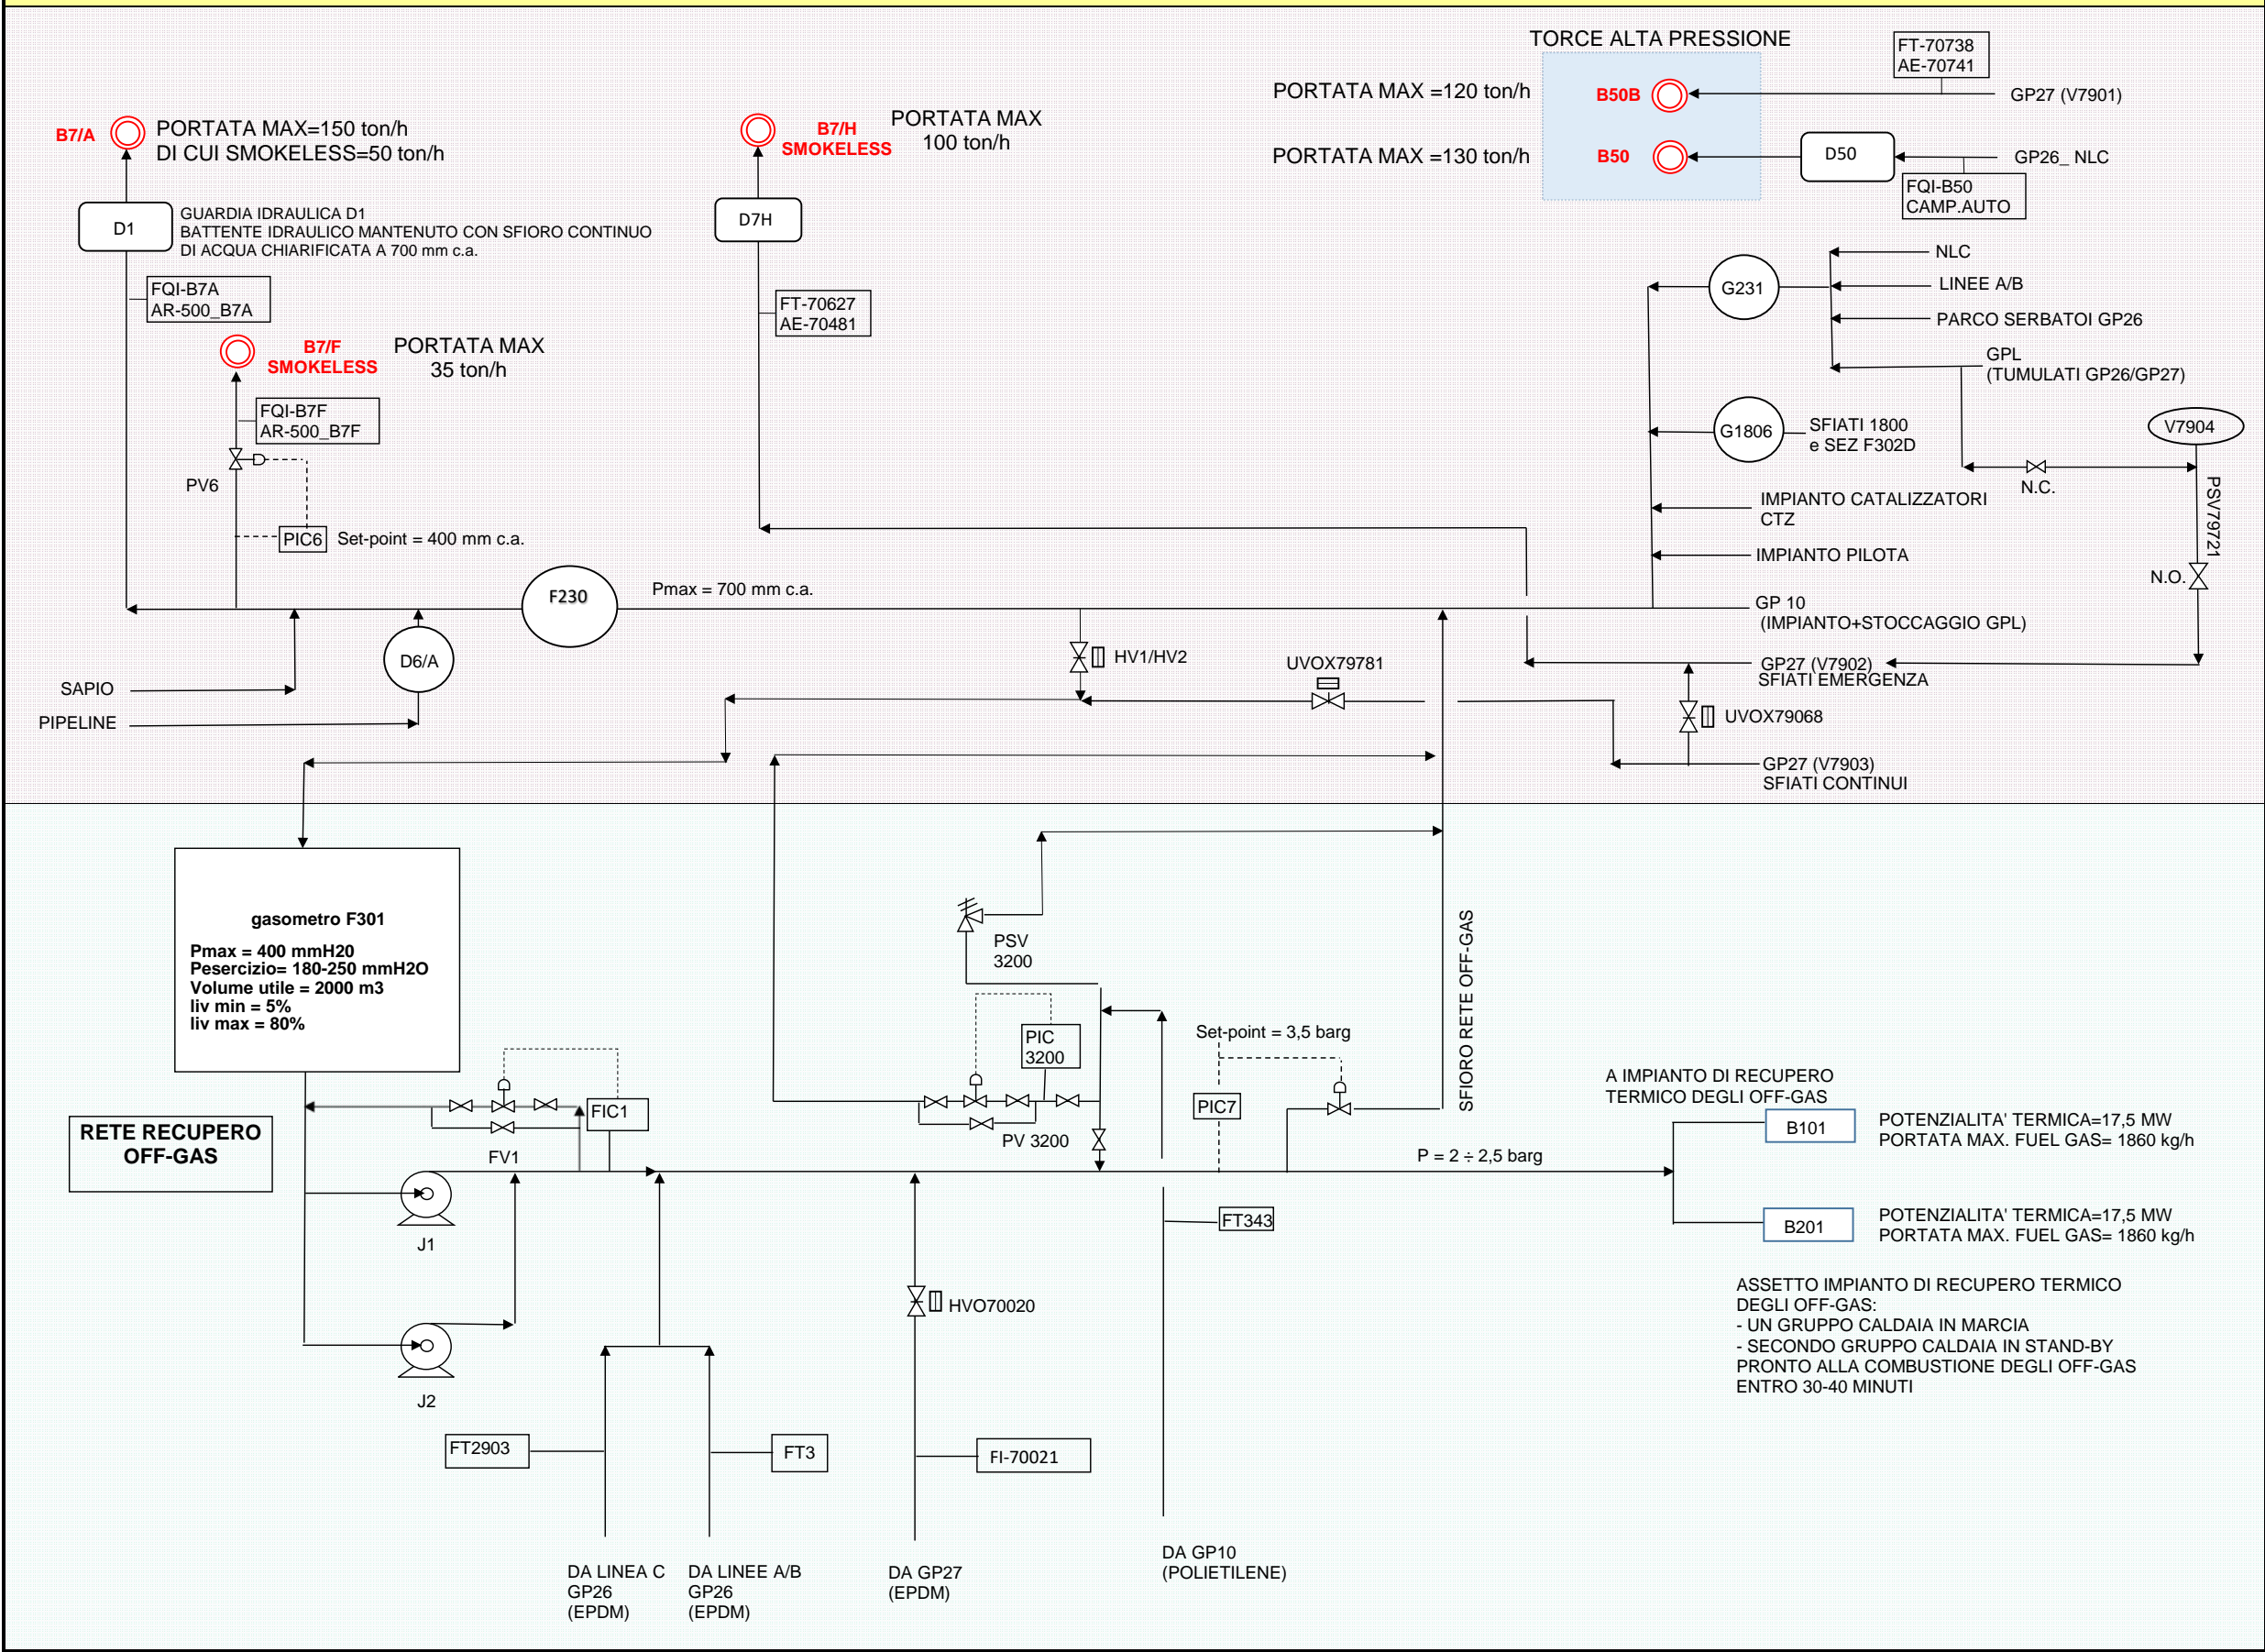 TORCE ALTA PRESSIONE
FT-70738
AE-70741
PORTATA MAX =120 ton/h
B50B
GP27 (V7901)
B7/A
PORTATA MAX=150 ton/h
DI CUI SMOKELESS=50 ton/h
B7/H
SMOKELESS
PORTATA MAX
100 ton/h
PORTATA MAX =130 ton/h
B50
D50
GP26_ NLC
FQI-B50
CAMP.AUTO
D1
GUARDIA IDRAULICA D1
BATTENTE IDRAULICO MANTENUTO CON SFIORO CONTINUO
DI ACQUA CHIARIFICATA A 700 mm c.a.
D7H
NLC
G231
LINEE A/B
PARCO SERBATOI GP26
GPL
(TUMULATI GP26/GP27)
FQI-B7A
AR-500_B7A
FT-70627
AE-70481
B7/F
SMOKELESS
PORTATA MAX
35 ton/h
FQI-B7F
AR-500_B7F
G1806
SFIATI 1800
e SEZ F302D
V7904
PV6
N.C.
PSV79721
IMPIANTO CATALIZZATORI
CTZ
PIC6
Set-point = 400 mm c.a.
IMPIANTO PILOTA
N.O.
F230
Pmax = 700 mm c.a.
GP 10
(IMPIANTO+STOCCAGGIO GPL)
D6/A
HV1/HV2
UVOX79781
GP27 (V7902)
SFIATI EMERGENZA
SAPIO
PIPELINE
UVOX79068
GP27 (V7903)
SFIATI CONTINUI
gasometro F301
Pmax = 400 mmH20
Pesercizio= 180-250 mmH2O
Volume utile = 2000 m3
liv min = 5%
liv max = 80%
PSV
3200
SFIORO RETE OFF-GAS
PIC
3200
Set-point = 3,5 barg
A IMPIANTO DI RECUPERO
TERMICO DEGLI OFF-GAS
RETE RECUPERO
OFF-GAS
FIC1
PIC7
B101
POTENZIALITA' TERMICA=17,5 MW
PORTATA MAX. FUEL GAS= 1860 kg/h
FV1
PV 3200
P = 2 ÷ 2,5 barg
J1
FT343
B201
POTENZIALITA' TERMICA=17,5 MW
PORTATA MAX. FUEL GAS= 1860 kg/h
HVO70020
ASSETTO IMPIANTO DI RECUPERO TERMICO
DEGLI OFF-GAS:
- UN GRUPPO CALDAIA IN MARCIA
- SECONDO GRUPPO CALDAIA IN STAND-BY
PRONTO ALLA COMBUSTIONE DEGLI OFF-GAS
ENTRO 30-40 MINUTI
J2
FT2903
FT3
FI-70021
DA LINEA C
GP26
(EPDM)
DA LINEE A/B
GP26
(EPDM)
DA GP27
(EPDM)
DA GP10
(POLIETILENE)